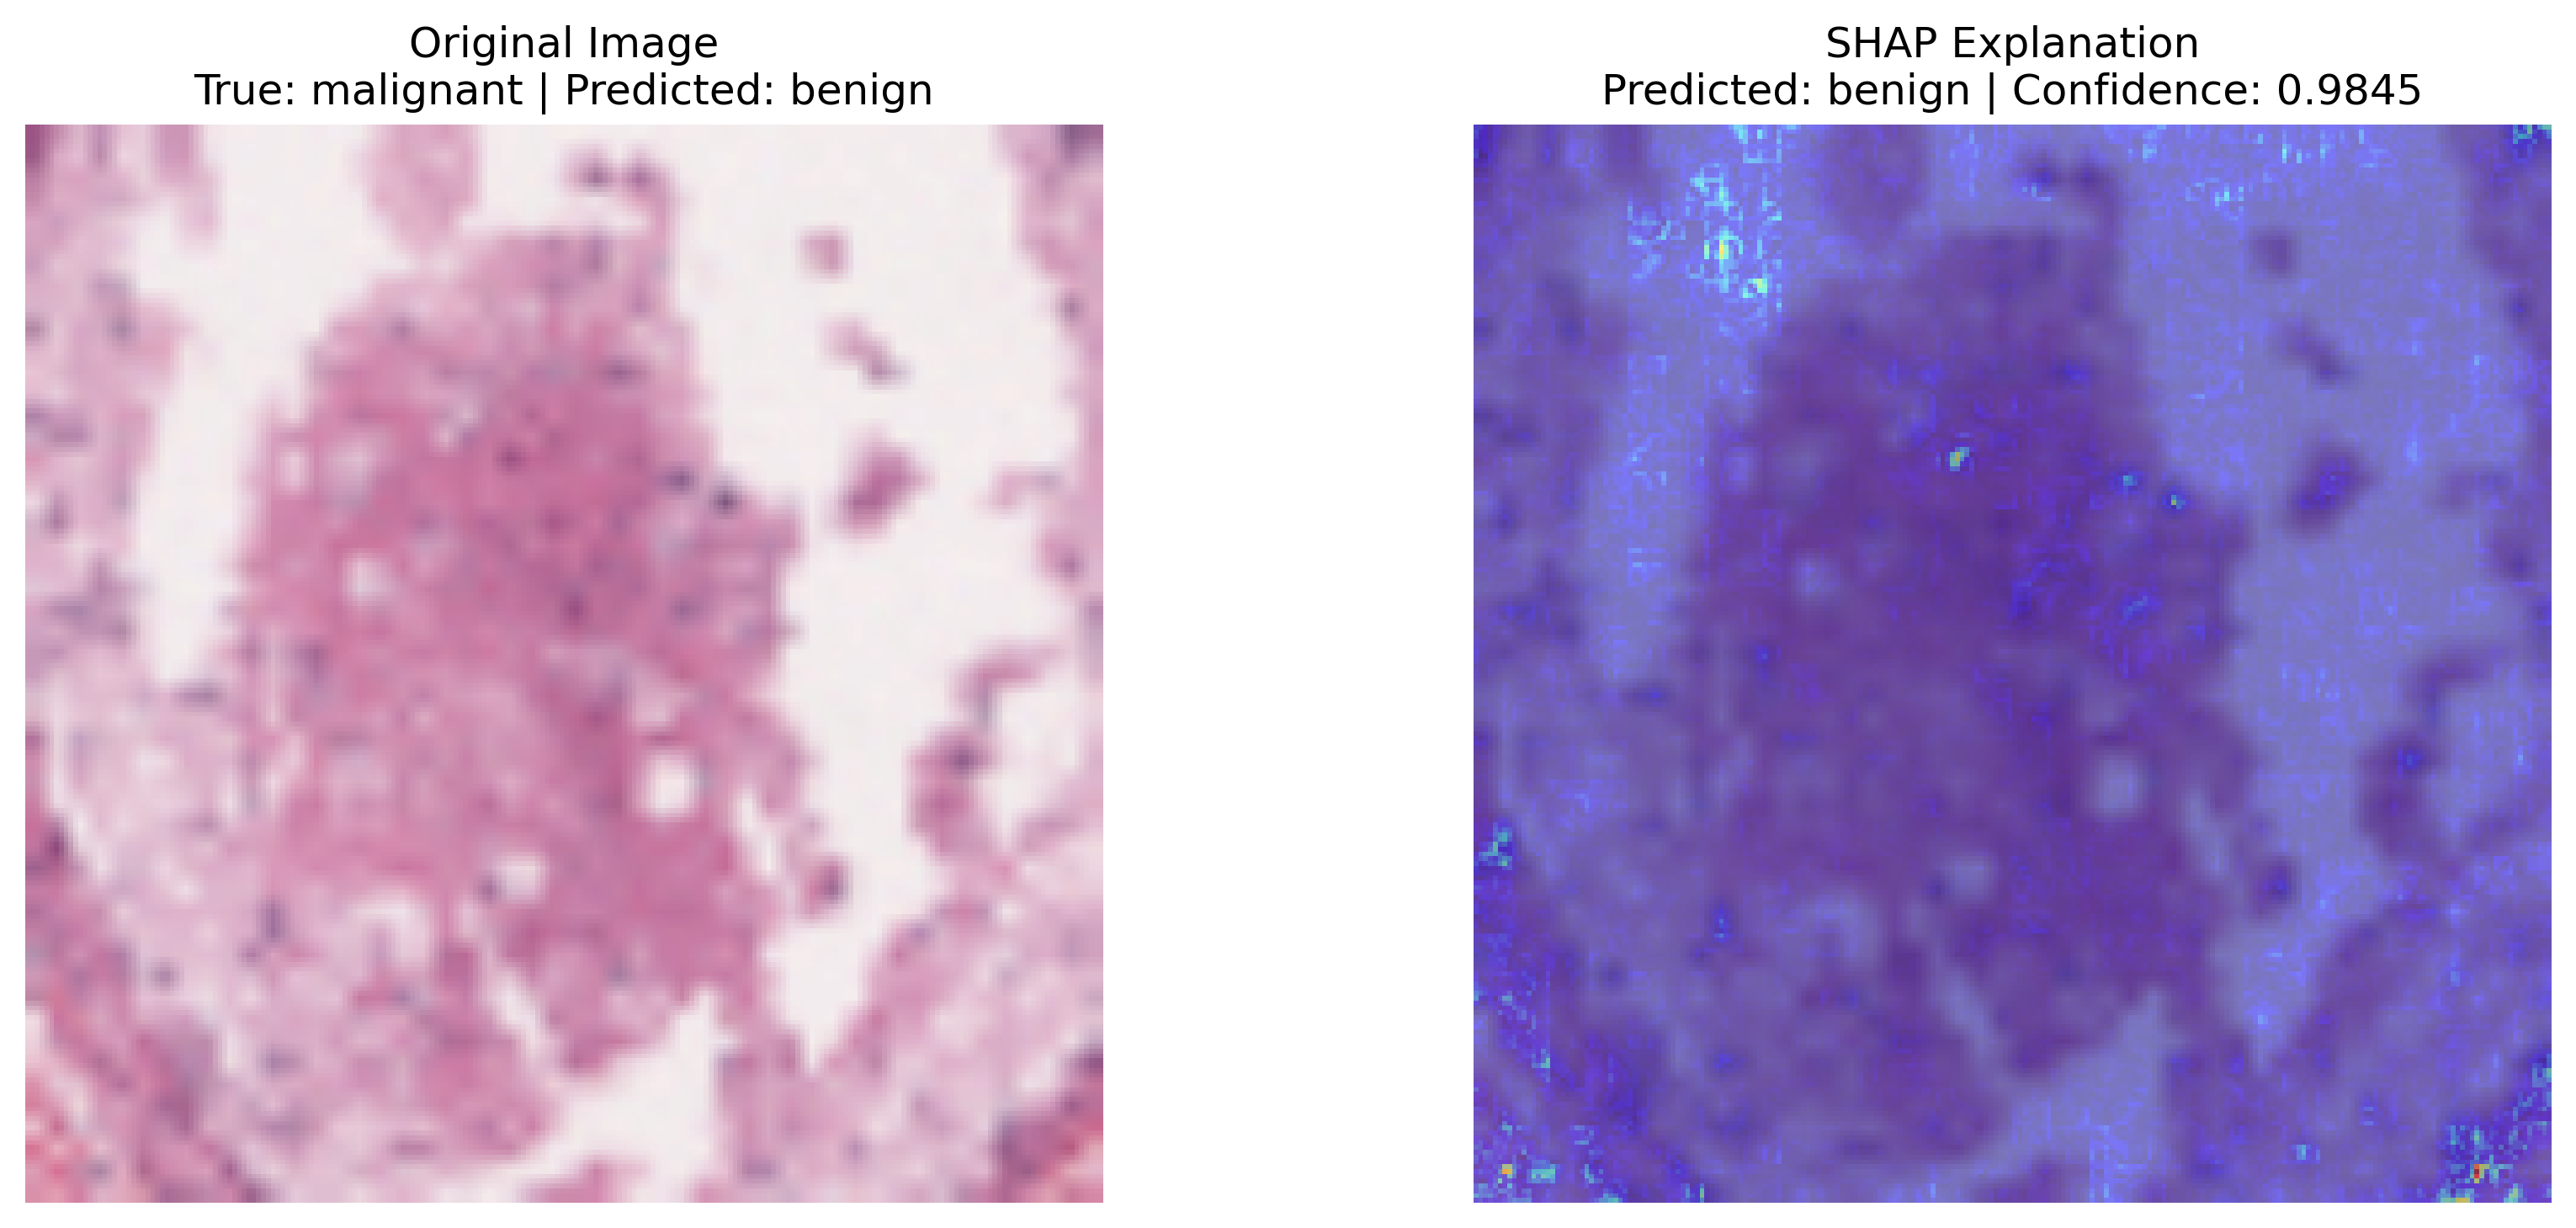 Original Image
True: malignant | Predicted: benign
SHAP Explanation
Predicted: benign | Confidence: 0.9845